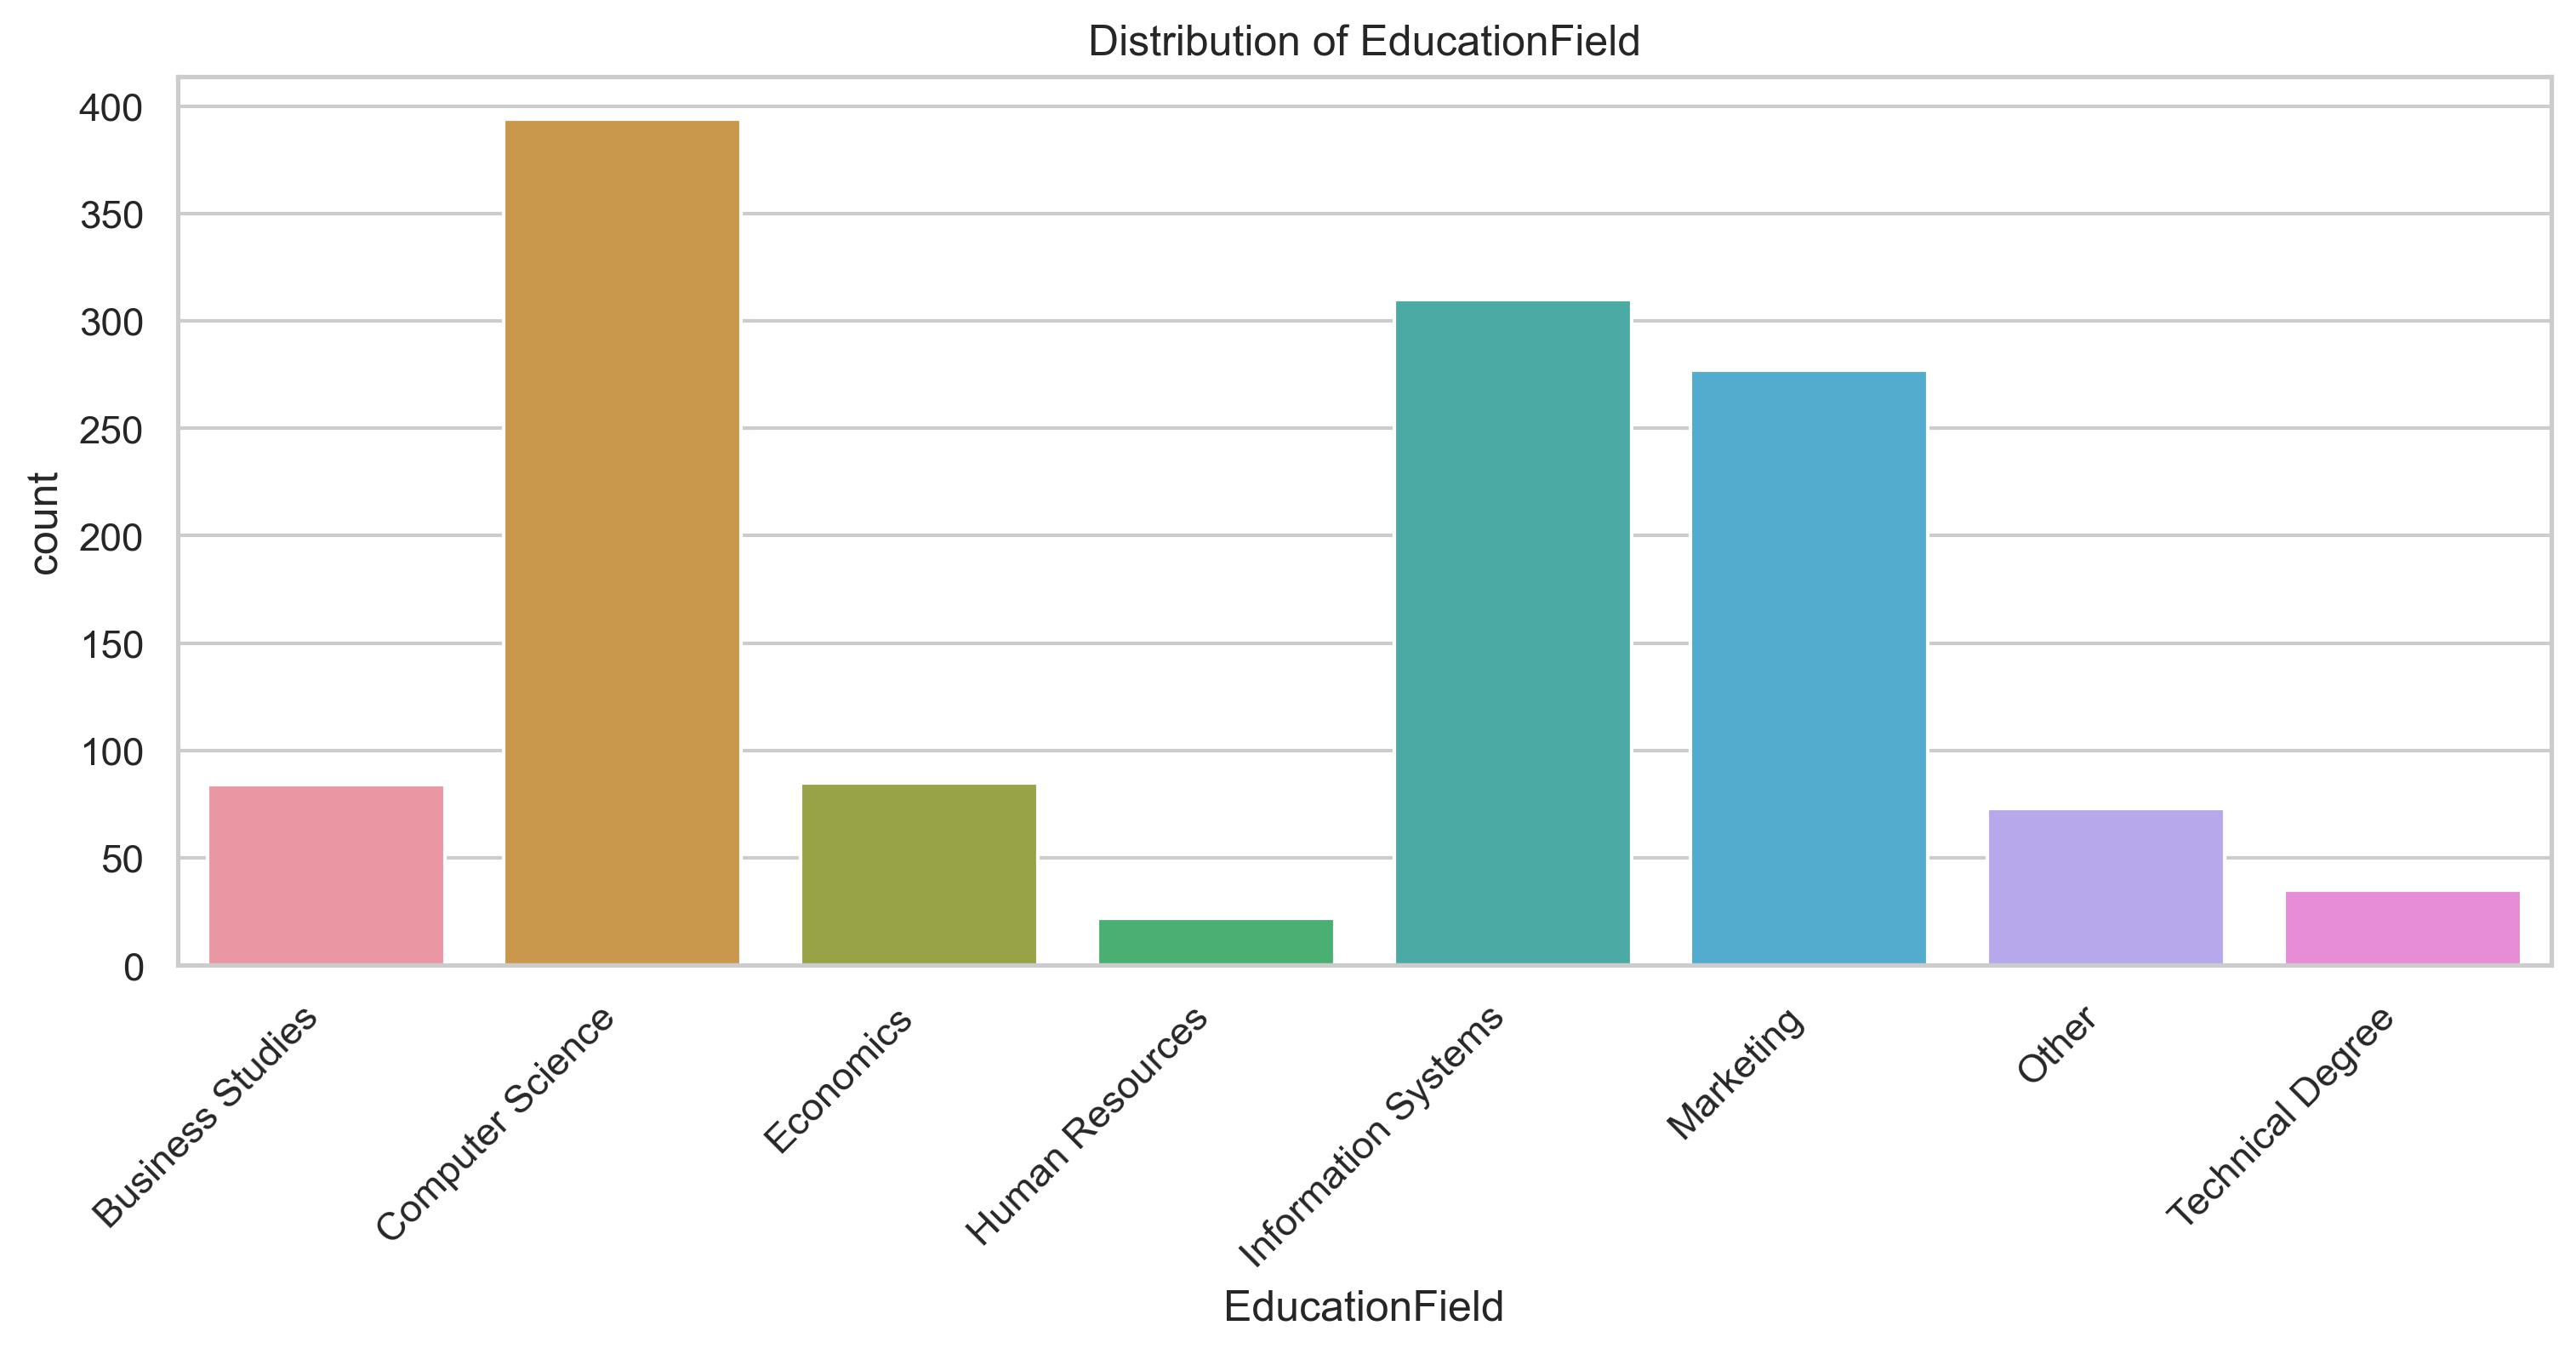 Distribution of EducationField
400
350
300
250
200
150
100
50
0
count
Business Studies
Computer Science
Economics
Human Resources
Information Systems
Marketing
Other
Technical Degree
EducationField